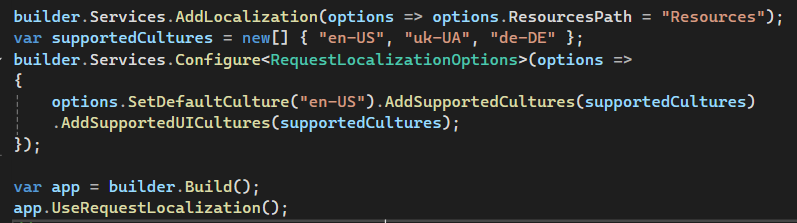 builder.Services.AddLocalization(options => options.ResourcesPath = "Resources");
var supportedCultures = new[] { "en-US", "uk-UA", "de-DE" };
builder.Services.Configure<RequestLocalizationOptions>(options =>
{
    options.SetDefaultCulture("en-US").AddSupportedCultures(supportedCultures)
    .AddSupportedUICultures(supportedCultures);
});

var app = builder.Build();
app.UseRequestLocalization();